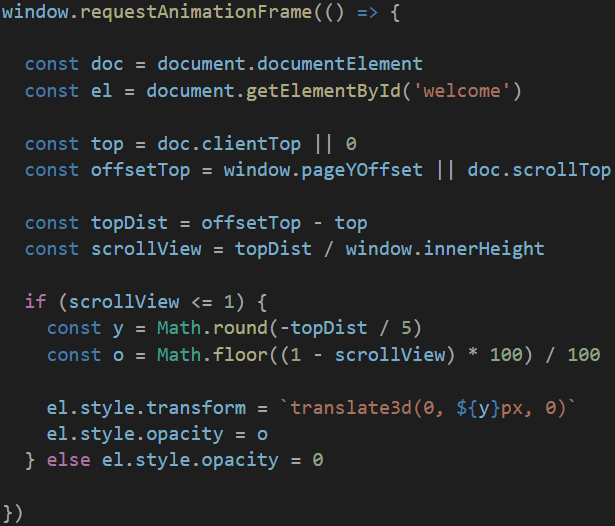 window.requestAnimationFrame(() => {
const doc = document.documentElement
const el = document.getElementById('welcome')
const top = doc.clientTop || 0
const offsetTop = window.pageYOffset || doc.scrollTop
const topDist = offsetTop - top
const scrollView = topDist / window.innerHeight
if (scrollView <= 1) {
const y = Math.round(-topDist / 5)
const o = Math.floor((1 - scrollView) * 100) / 100
el.style.transform = `translate3d(0, ${y}px, 0)`
el.style.opacity = o
} else el.style.opacity = 0
})